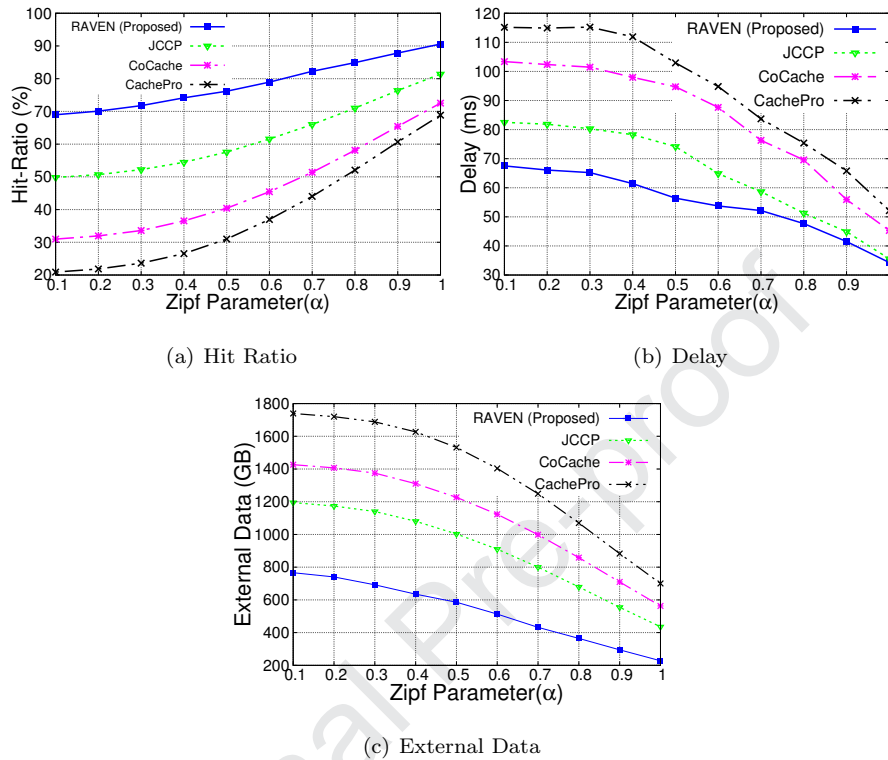 RAVEN (Proposed)
JCCP
CoCache
CachePro
Hit-Ratio (%)
100
90
80
70
60
50
40
30
20
0.1 0.2 0.3 0.4 0.5 0.6 0.7 0.8 0.9 1
Zipf Parameter(α)
(a) Hit Ratio
RAVEN (Proposed)
JCCP
CoCache
CachePro
Delay (ms)
120
110
100
90
80
70
60
50
40
30
0.1 0.2 0.3 0.4 0.5 0.6 0.7 0.8 0.9
Zipf Parameter(α)
(b) Delay
RAVEN (Proposed)
JCCP
CoCache
CachePro
External Data (GB)
1800
1600
1400
1200
1000
800
600
400
200
0.1 0.2 0.3 0.4 0.5 0.6 0.7 0.8 0.9 1
Zipf Parameter(α)
(c) External Data
nal Pre-proof